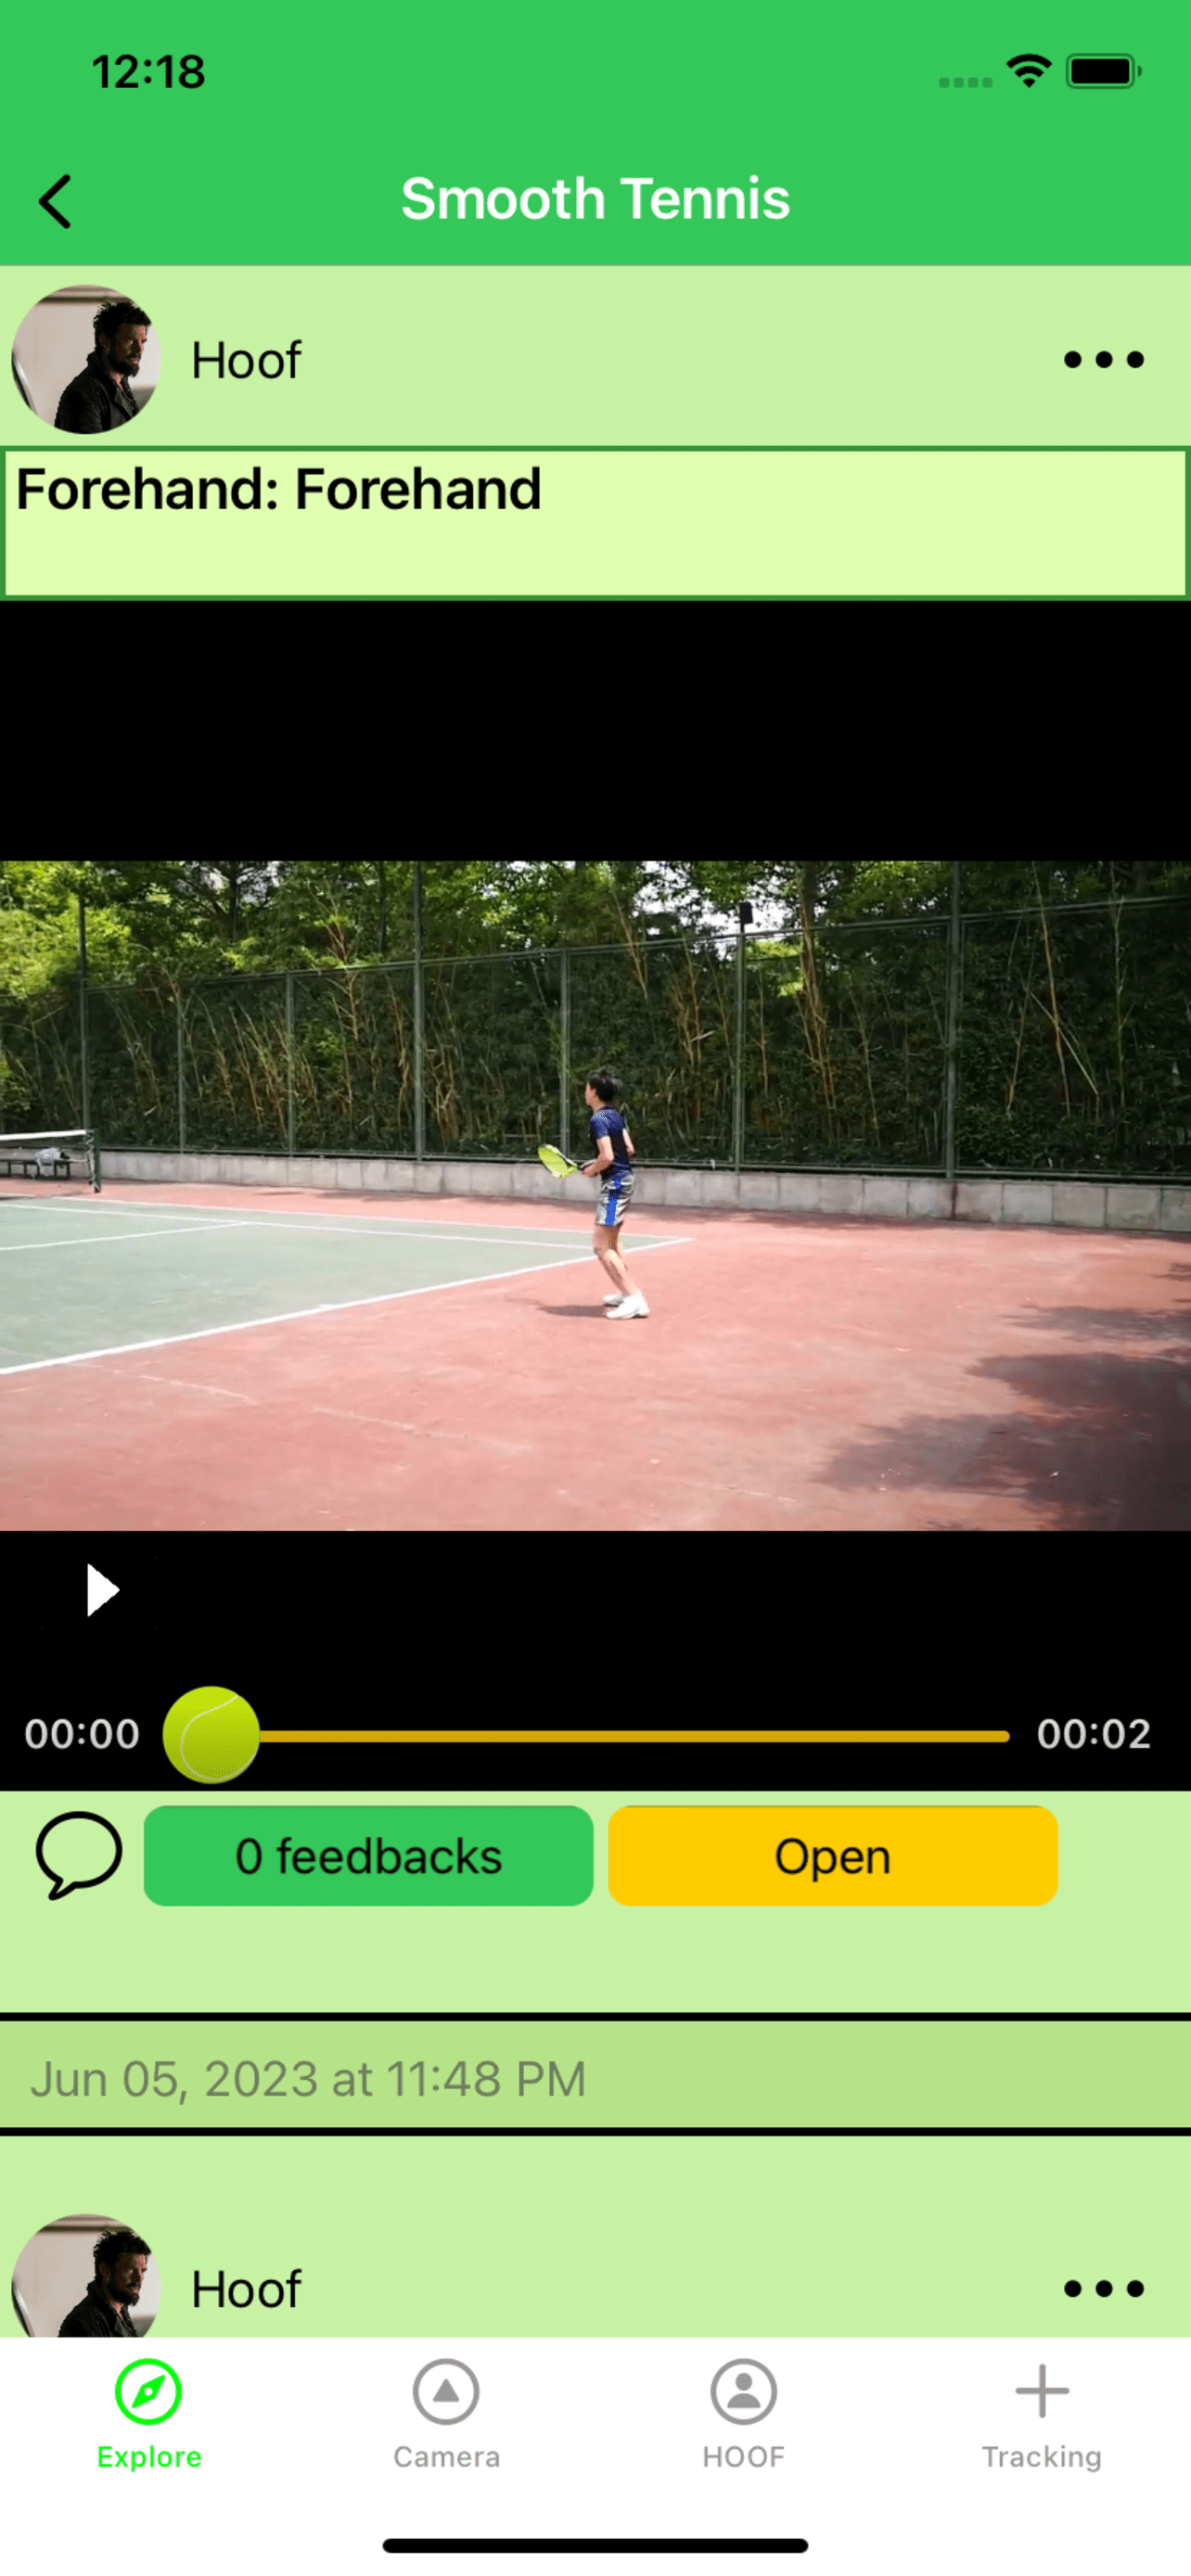 12:18
Smooth Tennis
Hoof
Forehand: Forehand
00:00
00:02
0 feedbacks
Open
Jun 05, 2023 at 11:48 PM
Hoof
Explore
Camera
HOOF
Tracking